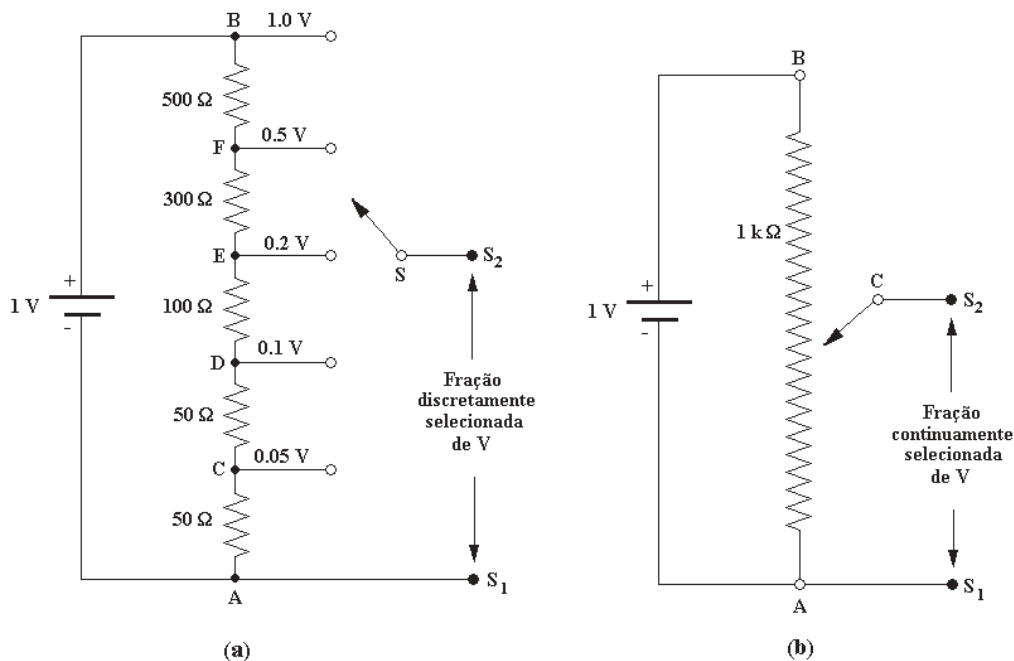 B
1.0 V
500 Ω
F
0.5 V
300 Ω
E
0.2 V
S
S2
+
1 V
-
100 Ω
D
0.1 V
Fração
discretamente
selecionada
de V
50 Ω
C
0.05 V
50 Ω
A
S1
(a)
B
1 k Ω
C
S2
+
1 V
-
Fração
continuamente
selecionada
de V
A
S1
(b)